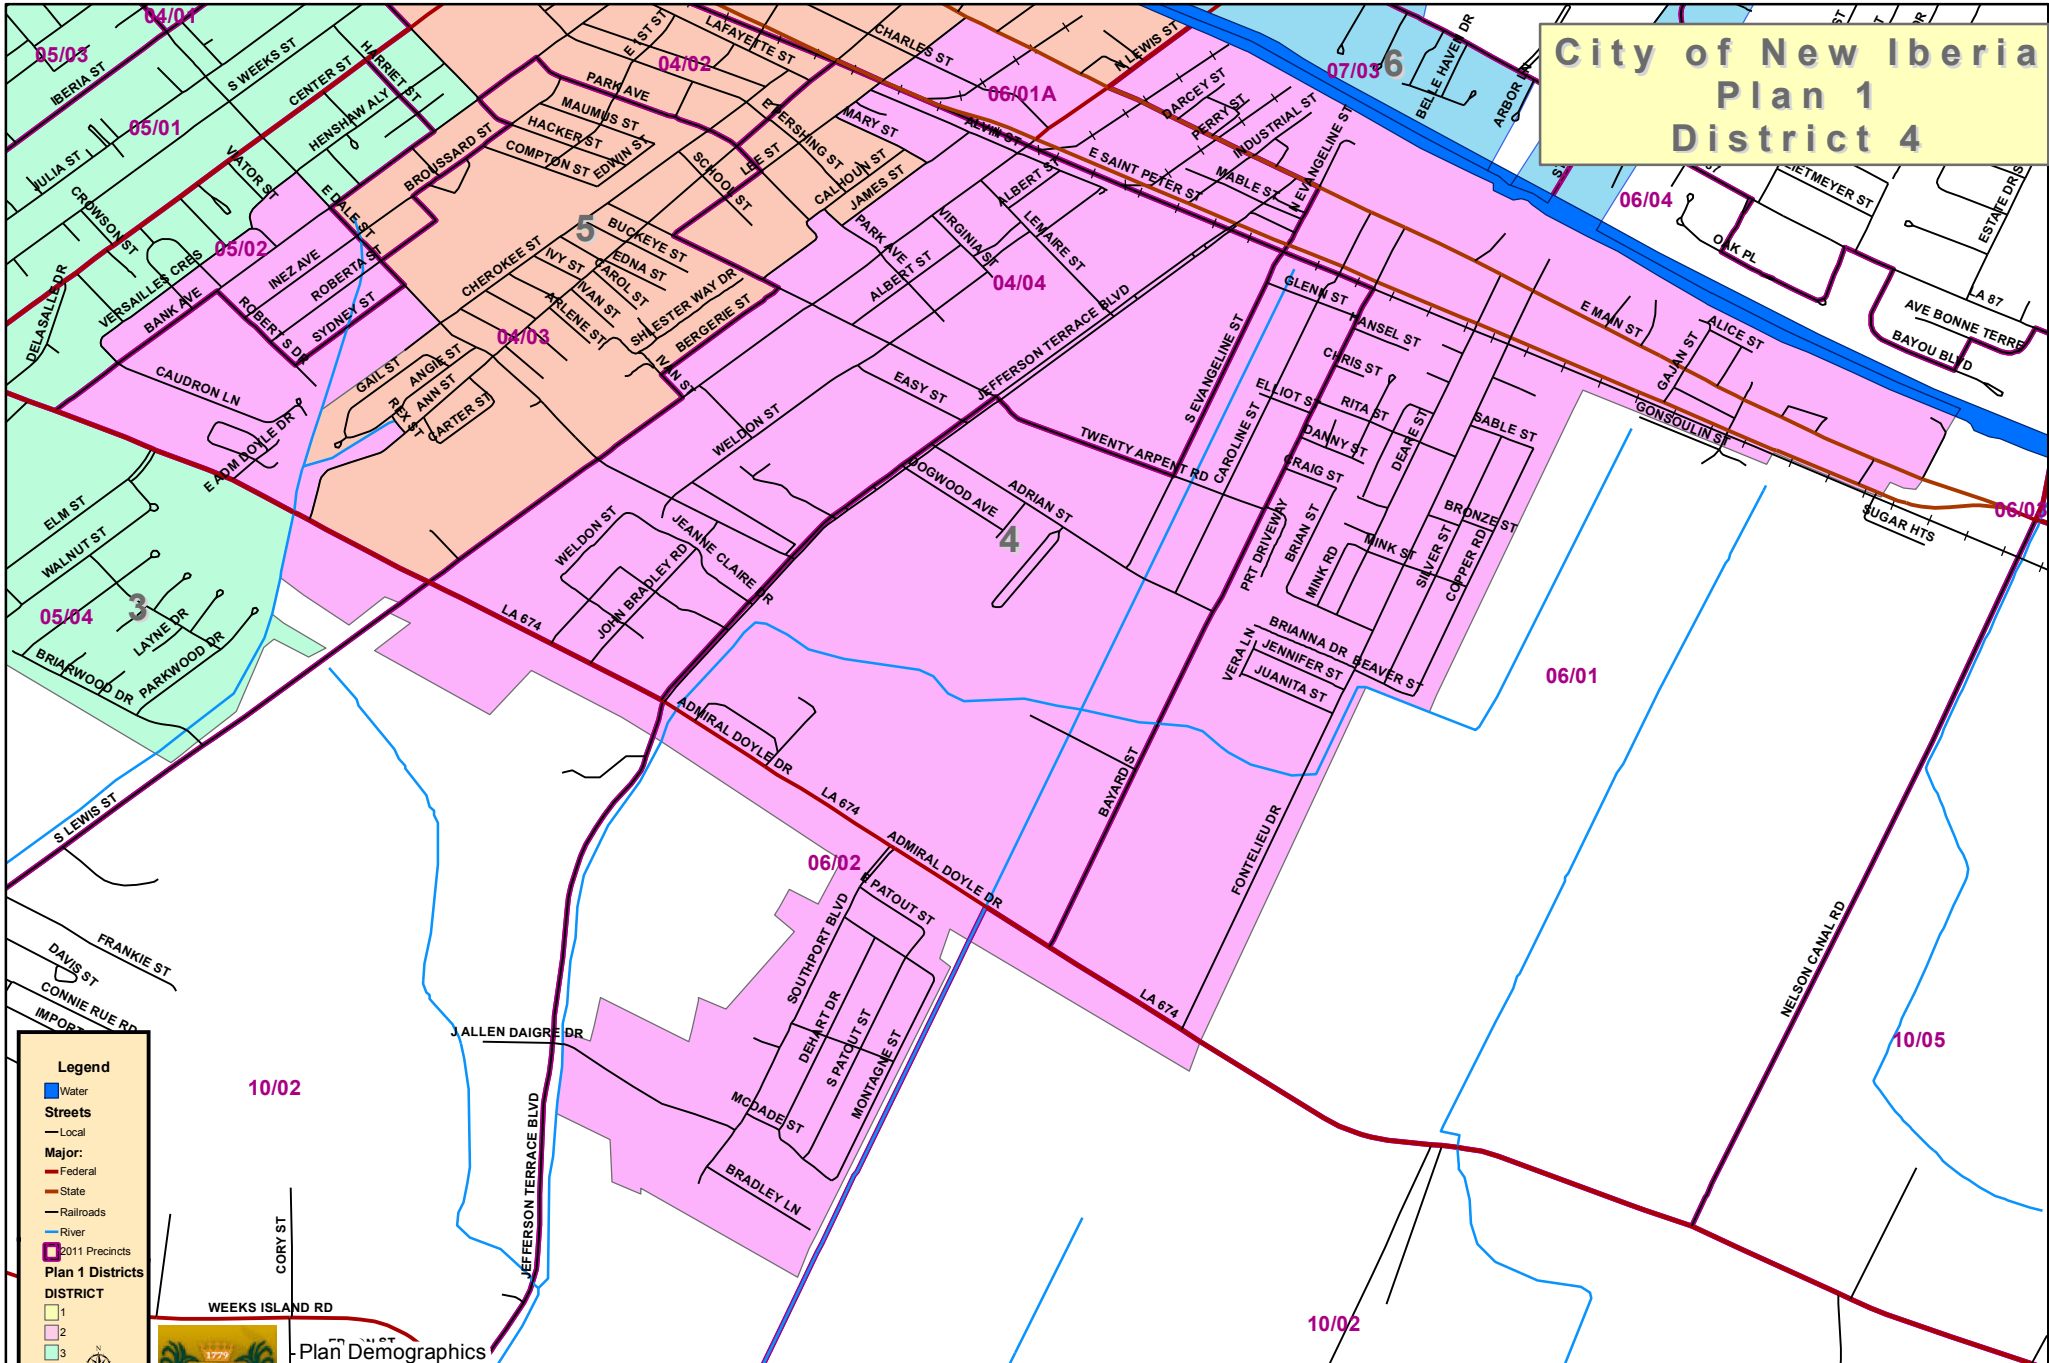 City of New Iberia
Plan 1
District 4
04/01
05/03
IBERIA ST
S WEEKS ST
CENTER ST
HARRIET ST
HENSHAW ALY
05/01
JULIA ST
VIATOR ST
CROWSON ST
05/02
VERSAILLES CRES
BANK AVE
DELASALLE DR
INEZ AVE
ROBERTA ST
ROBERT S DR
SYDNEY ST
E DALE ST
BROUSSARD ST
CAUDRON LN
E ADM DOYLE DR
E 1ST ST
LAFAYETTE ST
04/02
CHARLES ST
N LEWIS ST
PARK AVE
MAUMUS ST
HACKER ST
COMPTON ST
EDWIN ST
SCHOOL ST
LEE ST
E PERSHING ST
MARY ST
CALHOUN ST
JAMES ST
06/01A
ALVIN ST
DARCEY ST
PERRY ST
INDUSTRIAL ST
N EVANGELINE ST
E SAINT PETER ST
MABLE ST
ALBERT ST
07/03
6
BELLE HAVEN DR
ARBOR LN
06/04
OAK PL
ESTATE DR S
LA 87
AVE BONNE TERRE
BAYOU BLVD
5
BUCKEYE ST
EDNA ST
CHEROKEE ST
IVY ST
CAROL ST
IVAN ST
ARLENE ST
SHLESTER WAY DR
BERGERIE ST
IVAN ST
04/03
GAIL ST
ANGIE ST
ANN ST
REX ST
CARTER ST
PARK AVE
ALBERT ST
VIRGINIA ST
LEMAIRE ST
04/04
JEFFERSON TERRACE BLVD
EASY ST
WELDON ST
GLENN ST
HANSEL ST
CHRIS ST
S EVANGELINE ST
ELLIOT ST
RITA ST
CAROLINE ST
DANNY ST
DEARE ST
CRAIG ST
SABLE ST
E MAIN ST
ALICE ST
GAJAN ST
GONSOULIN ST
SUGAR HTS
06/03
TWENTY ARPENT RD
DOGWOOD AVE
ADRIAN ST
4
PRT DRIVEWAY
BRIAN ST
MINK RD
MINK ST
BRONZE ST
SILVER ST
COPPER RD
ELM ST
WALNUT ST
3
05/04
LAYNE DR
PARKWOOD DR
BRIARWOOD DR
WELDON ST
JEANNE CLAIRE DR
JOHN BRADLEY RD
LA 674
BRIANNA DR
JENNIFER ST
BEAVER ST
JUANITA ST
VERA LN
06/01
ADMIRAL DOYLE DR
LA 674
ADMIRAL DOYLE DR
BAYARD ST
FONTELIEU DR
S LEWIS ST
06/02
E PATOUT ST
SOUTHPORT BLVD
DEHART DR
S PATOUT ST
MONTAGNE ST
MCDADE ST
BRADLEY LN
LA 674
NELSON CANAL RD
10/05
FRANKIE ST
DAVIS ST
CONNIE RUE RD
J ALLEN DAIGRE DR
10/02
JEFFERSON TERRACE BLVD
CORY ST
WEEKS ISLAND RD
10/02
Legend
Water
Streets
Local
Major:
Federal
State
Railroads
River
2011 Precincts
Plan 1 Districts
DISTRICT
1
2
3
N
1779
Plan Demographics